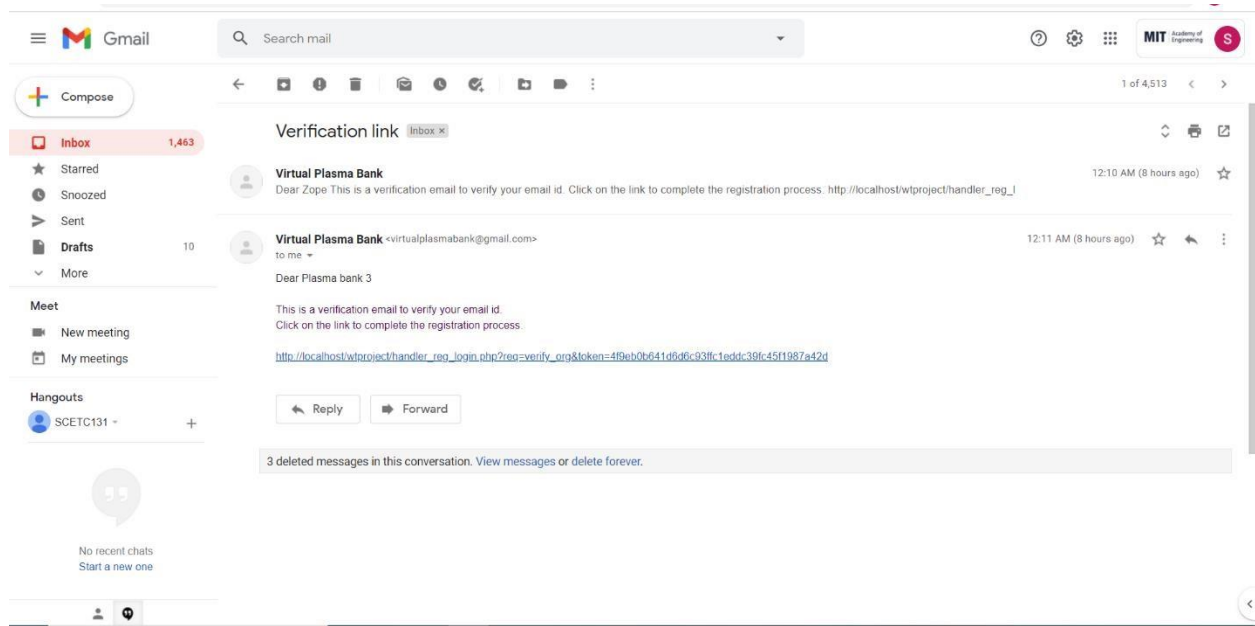 Gmail
Search mail
MIT Academy of Engineering
S
Compose
1 of 4,513
Inbox 1,463
Starred
Snoozed
Sent
Drafts 10
More
Meet
New meeting
My meetings
Hangouts
SCETC131
No recent chats
Start a new one
Verification link Inbox ×
Virtual Plasma Bank 12:10 AM (8 hours ago)
Dear Zope This is a verification email to verify your email id. Click on the link to complete the registration process. http://localhost/wtproject/handler_reg_l
Virtual Plasma Bank <virtualplasmabank@gmail.com> 12:11 AM (8 hours ago)
to me
Dear Plasma bank 3
This is a verification email to verify your email id.
Click on the link to complete the registration process.
http://localhost/wtproject/handler_reg_login.php?req=verify_org&token=4f9eb0b641d6d6c93ffc1eddc39fc45f1987a42d
Reply Forward
3 deleted messages in this conversation. View messages or delete forever.